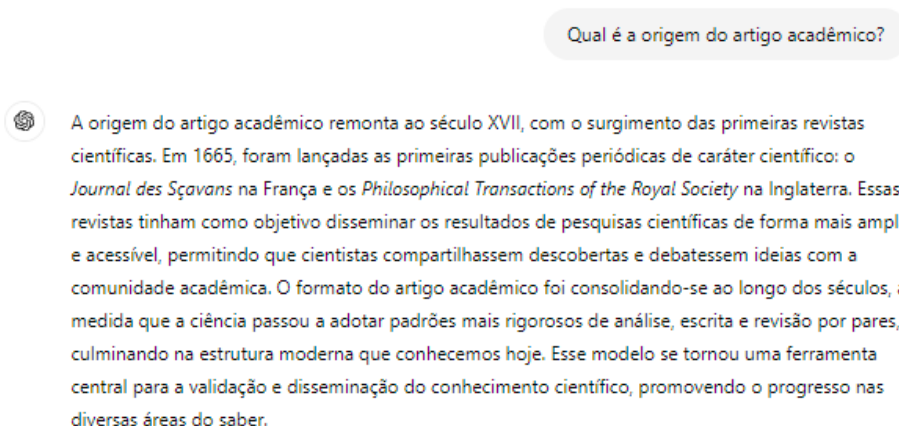 Qual é a origem do artigo acadêmico?
A origem do artigo acadêmico remonta ao século XVII, com o surgimento das primeiras revistas
científicas. Em 1665, foram lançadas as primeiras publicações periódicas de caráter científico: o
Journal des Sçavans na França e os Philosophical Transactions of the Royal Society na Inglaterra. Essas
revistas tinham como objetivo disseminar os resultados de pesquisas científicas de forma mais ampl
e acessível, permitindo que cientistas compartilhassem descobertas e debatessem ideias com a
comunidade acadêmica. O formato do artigo acadêmico foi consolidando-se ao longo dos séculos,
medida que a ciência passou a adotar padrões mais rigorosos de análise, escrita e revisão por pares,
culminando na estrutura moderna que conhecemos hoje. Esse modelo se tornou uma ferramenta
central para a validação e disseminação do conhecimento científico, promovendo o progresso nas
diversas áreas do saber.